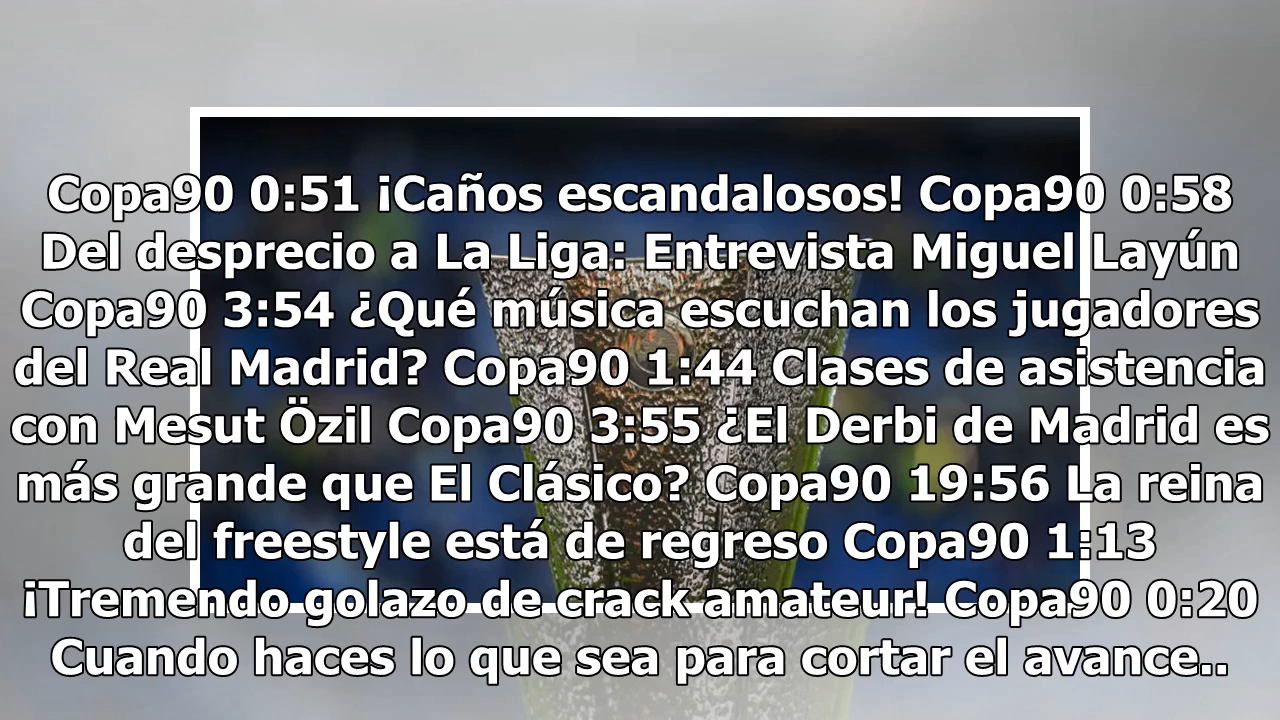 Copa90 0:51 ¡Caños escandalosos! Copa90 0:58
Del desprecio a La Liga: Entrevista Miguel Layún
Copa90 3:54 ¿Qué música escuchan los jugadores
del Real Madrid? Copa90 1:44 Clases de asistencia
con Mesut Özil Copa90 3:55 ¿El Derbi de Madrid es
más grande que El Clásico? Copa90 19:56 La reina
del freestyle está de regreso Copa90 1:13
¡Tremendo golazo de crack amateur! Copa90 0:20
Cuando haces lo que sea para cortar el avance..